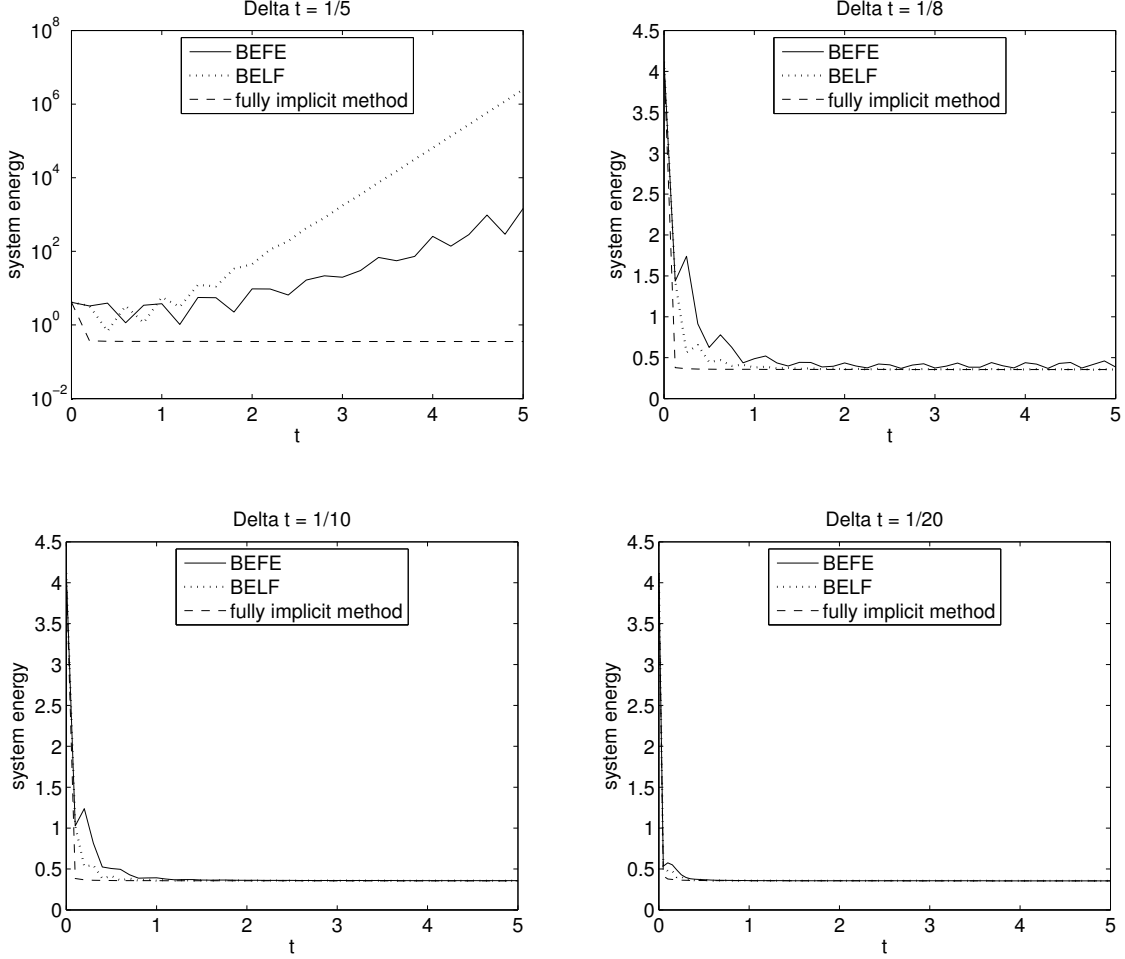 Delta t = 1/5
10^8
10^6
10^4
10^2
10^0
10^−2
system energy
BEFE
BELF
fully implicit method
0 1 2 3 4 5
t
Delta t = 1/8
4.5
4
3.5
3
2.5
2
1.5
1
0.5
0
system energy
BEFE
BELF
fully implicit method
0 1 2 3 4 5
t
Delta t = 1/10
4.5
4
3.5
3
2.5
2
1.5
1
0.5
0
system energy
BEFE
BELF
fully implicit method
0 1 2 3 4 5
t
Delta t = 1/20
4.5
4
3.5
3
2.5
2
1.5
1
0.5
0
system energy
BEFE
BELF
fully implicit method
0 1 2 3 4 5
t